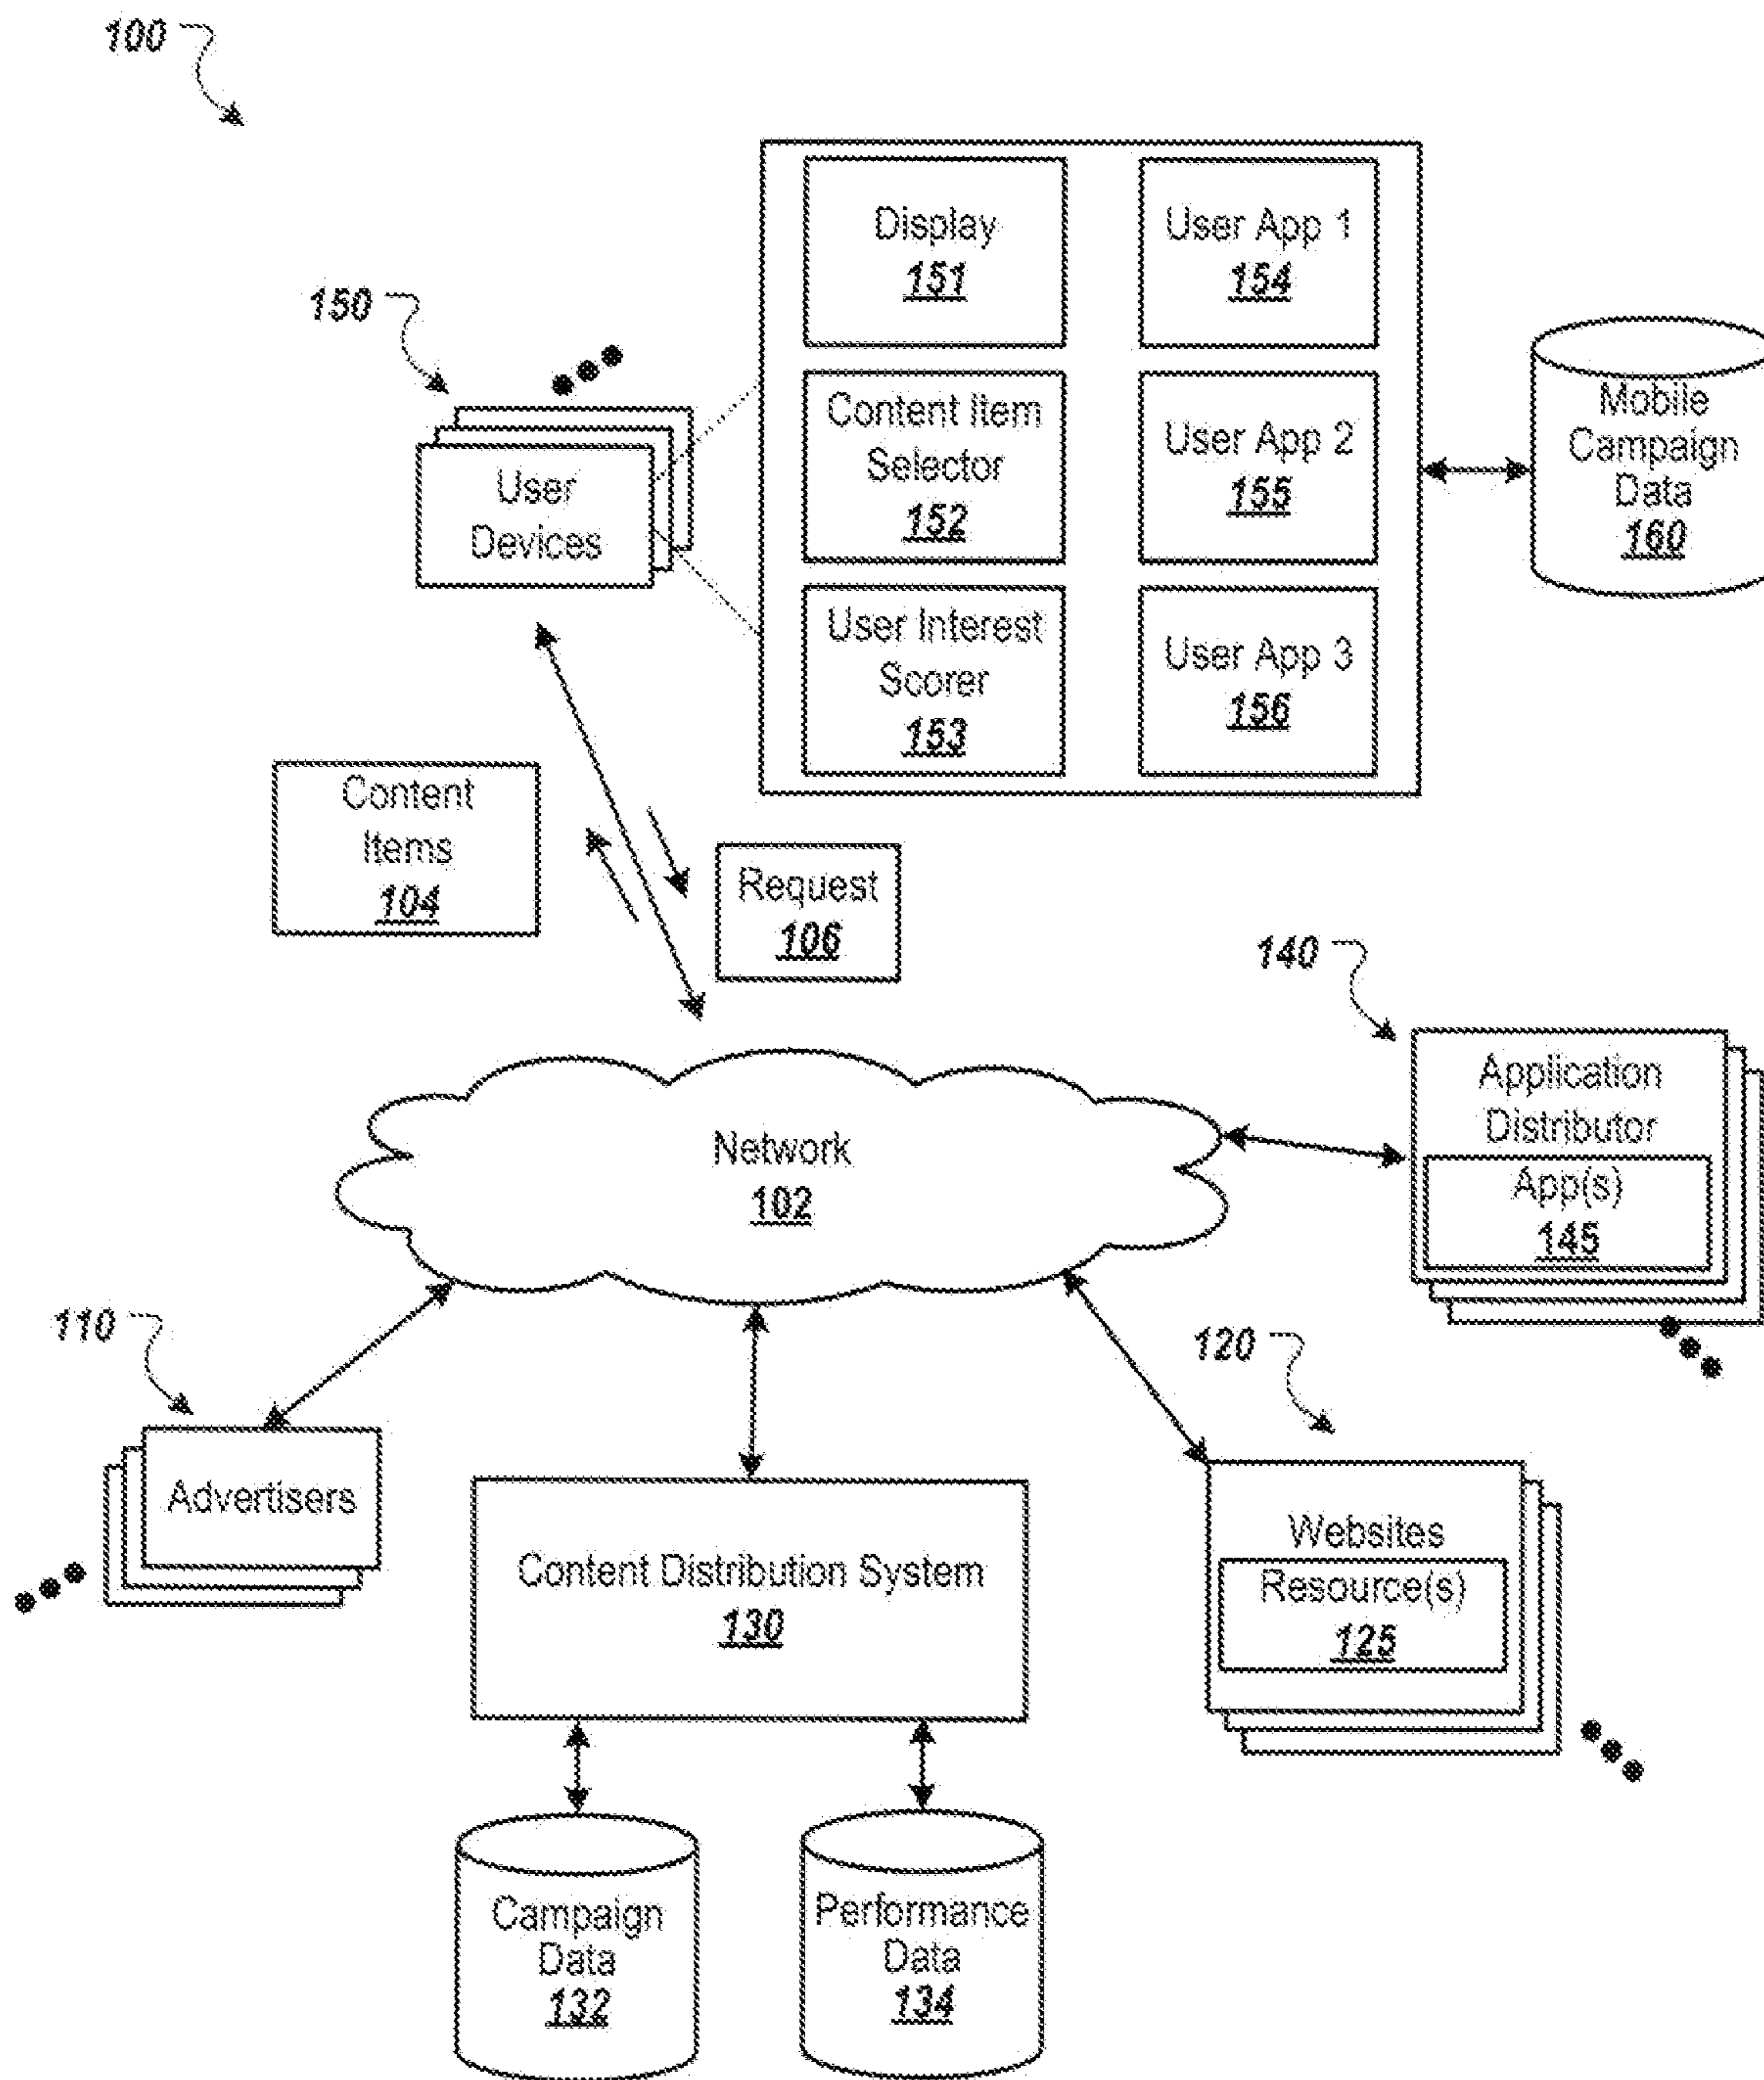 100
Display
151
User App 1
154
150
Content Item
Selector
152
User App 2
155
Mobile
Campaign
Data
160
User
Devices
User Interest
Scorer
153
User App 3
156
Content
Items
104
Request
106
140
Application
Distributor
App(s)
145
Network
102
110
120
Advertisers
Content Distribution System
130
Websites
Resource(s)
125
Campaign
Data
132
Performance
Data
134